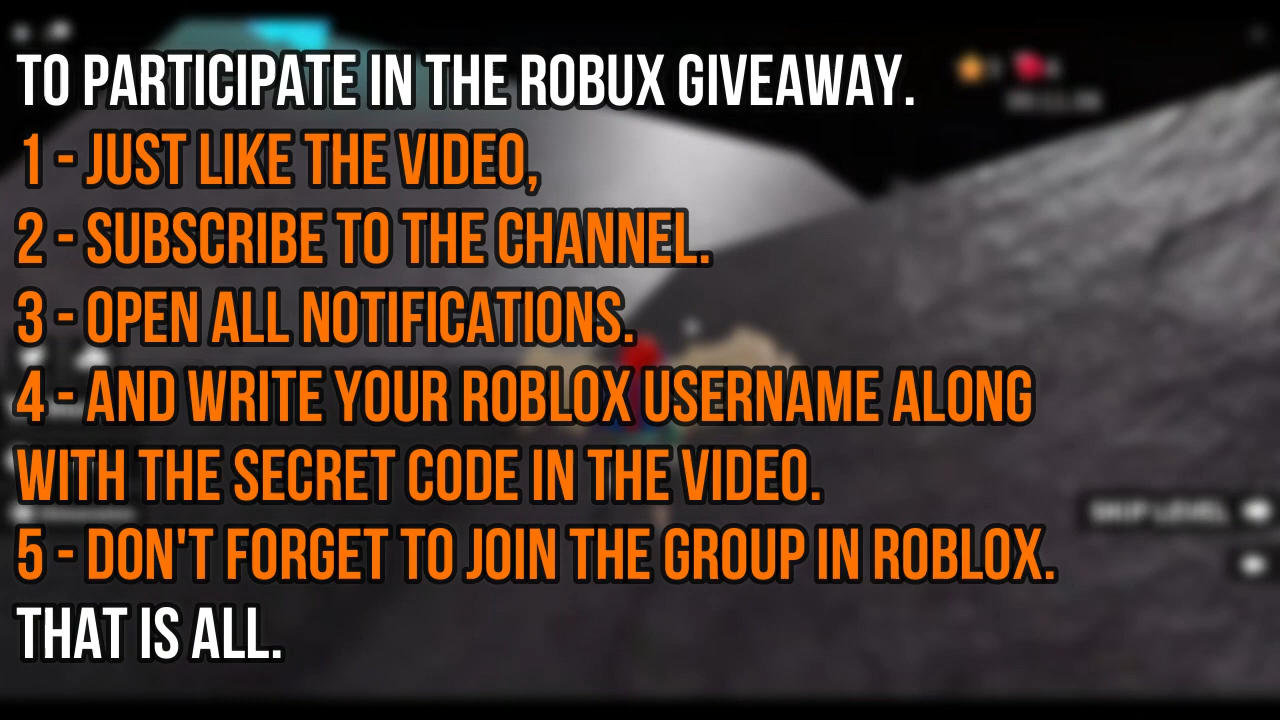 TO PARTICIPATE IN THE ROBUX GIVEAWAY.
1 - JUST LIKE THE VIDEO,
2 - SUBSCRIBE TO THE CHANNEL.
3 - OPEN ALL NOTIFICATIONS.
4 - AND WRITE YOUR ROBLOX USERNAME ALONG
WITH THE SECRET CODE IN THE VIDEO.
SKIP LEVEL
5 - DON'T FORGET TO JOIN THE GROUP IN ROBLOX.
THAT IS ALL.